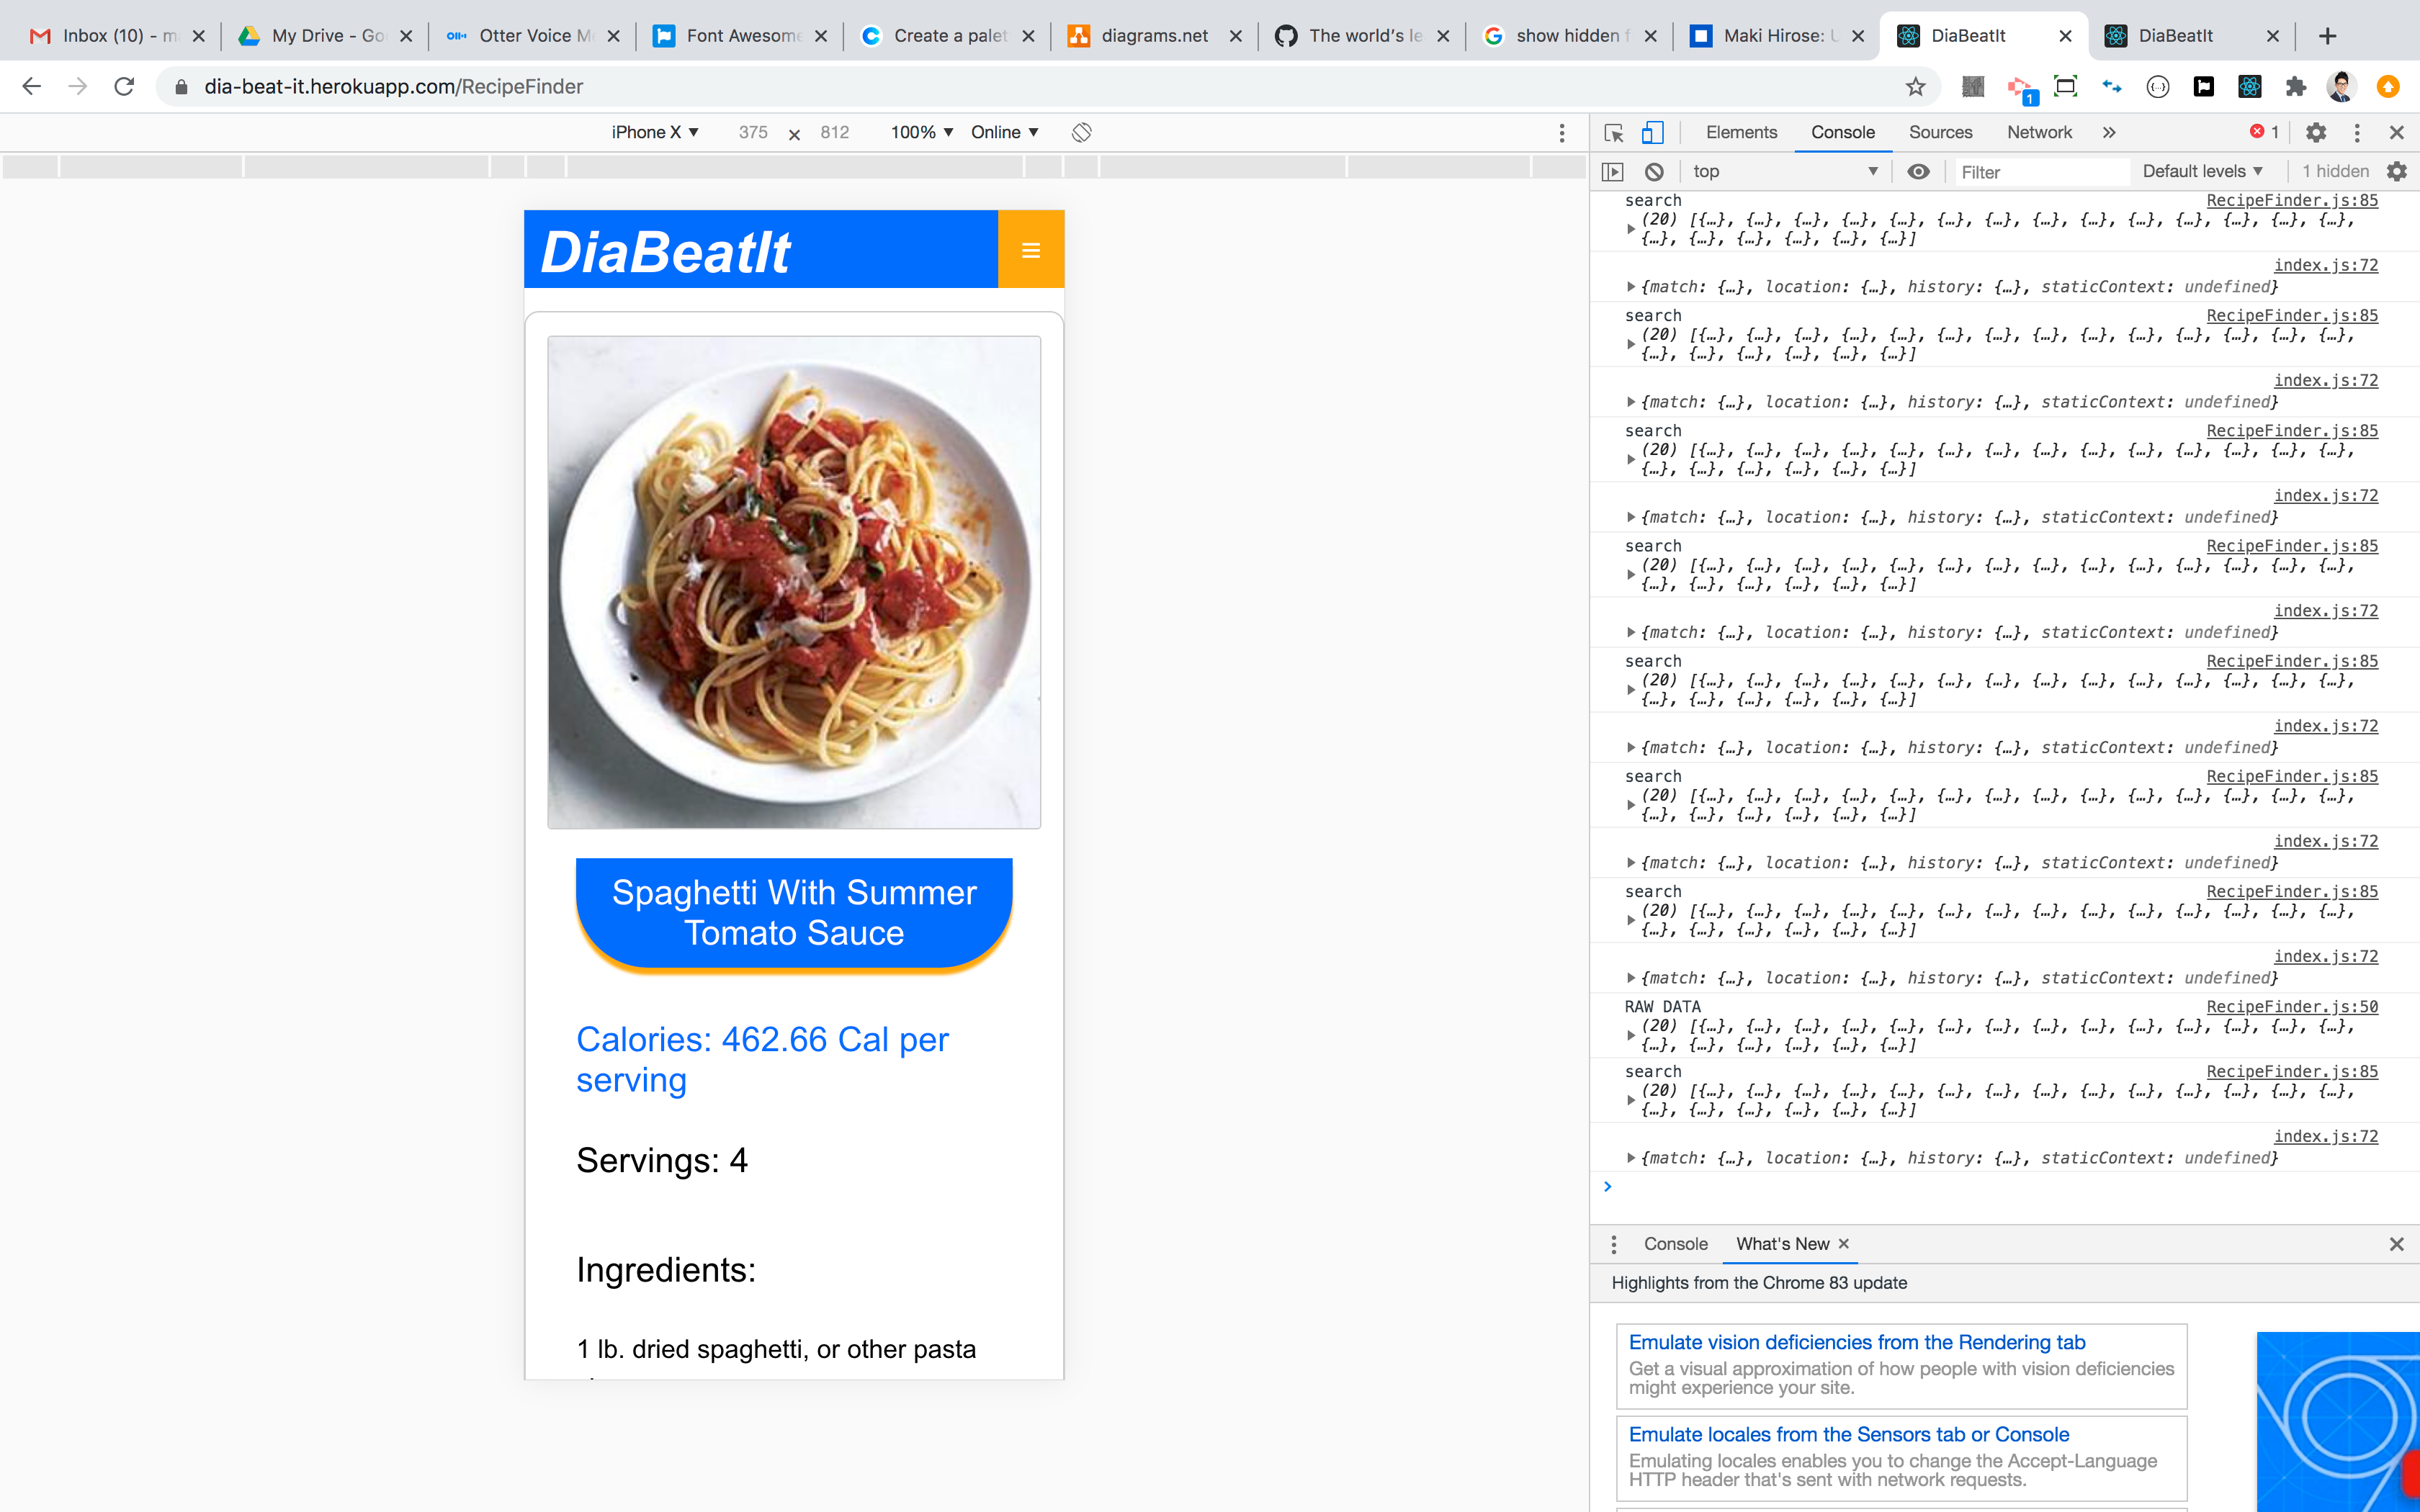 Inbox (10) - m
My Drive - Go
Otter Voice M
Font Awesome
Create a palet
diagrams.net
The world's le
show hidden f
Maki Hirose: U
DiaBeatIt
DiaBeatIt
dia-beat-it.herokuapp.com/RecipeFinder
1
iPhone X ▼ 375 × 812 100% ▼ Online ▼
DiaBeatIt
Spaghetti With Summer
Tomato Sauce
Calories: 462.66 Cal per
serving
Servings: 4
Ingredients:
1 lb. dried spaghetti, or other pasta
Elements Console Sources Network » 1
top ▼ Filter Default levels ▼ 1 hidden
search RecipeFinder.js:85
(20) [{…}, {…}, {…}, {…}, {…}, {…}, {…}, {…}, {…}, {…}, {…}, {…}, {…}, {…},
{…}, {…}, {…}, {…}, {…}, {…}]
index.js:72
{match: {…}, location: {…}, history: {…}, staticContext: undefined}
search RecipeFinder.js:85
(20) [{…}, {…}, {…}, {…}, {…}, {…}, {…}, {…}, {…}, {…}, {…}, {…}, {…}, {…},
{…}, {…}, {…}, {…}, {…}, {…}]
index.js:72
{match: {…}, location: {…}, history: {…}, staticContext: undefined}
search RecipeFinder.js:85
(20) [{…}, {…}, {…}, {…}, {…}, {…}, {…}, {…}, {…}, {…}, {…}, {…}, {…}, {…},
{…}, {…}, {…}, {…}, {…}, {…}]
index.js:72
{match: {…}, location: {…}, history: {…}, staticContext: undefined}
search RecipeFinder.js:85
(20) [{…}, {…}, {…}, {…}, {…}, {…}, {…}, {…}, {…}, {…}, {…}, {…}, {…}, {…},
{…}, {…}, {…}, {…}, {…}, {…}]
index.js:72
{match: {…}, location: {…}, history: {…}, staticContext: undefined}
search RecipeFinder.js:85
(20) [{…}, {…}, {…}, {…}, {…}, {…}, {…}, {…}, {…}, {…}, {…}, {…}, {…}, {…},
{…}, {…}, {…}, {…}, {…}, {…}]
index.js:72
{match: {…}, location: {…}, history: {…}, staticContext: undefined}
search RecipeFinder.js:85
(20) [{…}, {…}, {…}, {…}, {…}, {…}, {…}, {…}, {…}, {…}, {…}, {…}, {…}, {…},
{…}, {…}, {…}, {…}, {…}, {…}]
index.js:72
{match: {…}, location: {…}, history: {…}, staticContext: undefined}
search RecipeFinder.js:85
(20) [{…}, {…}, {…}, {…}, {…}, {…}, {…}, {…}, {…}, {…}, {…}, {…}, {…}, {…},
{…}, {…}, {…}, {…}, {…}, {…}]
index.js:72
{match: {…}, location: {…}, history: {…}, staticContext: undefined}
RAW DATA RecipeFinder.js:50
(20) [{…}, {…}, {…}, {…}, {…}, {…}, {…}, {…}, {…}, {…}, {…}, {…}, {…}, {…},
{…}, {…}, {…}, {…}, {…}, {…}]
search RecipeFinder.js:85
(20) [{…}, {…}, {…}, {…}, {…}, {…}, {…}, {…}, {…}, {…}, {…}, {…}, {…}, {…},
{…}, {…}, {…}, {…}, {…}, {…}]
index.js:72
{match: {…}, location: {…}, history: {…}, staticContext: undefined}
Console What's New
Highlights from the Chrome 83 update
Emulate vision deficiencies from the Rendering tab
Get a visual approximation of how people with vision deficiencies
might experience your site.
Emulate locales from the Sensors tab or Console
Emulating locales enables you to change the Accept-Language
HTTP header that's sent with network requests.